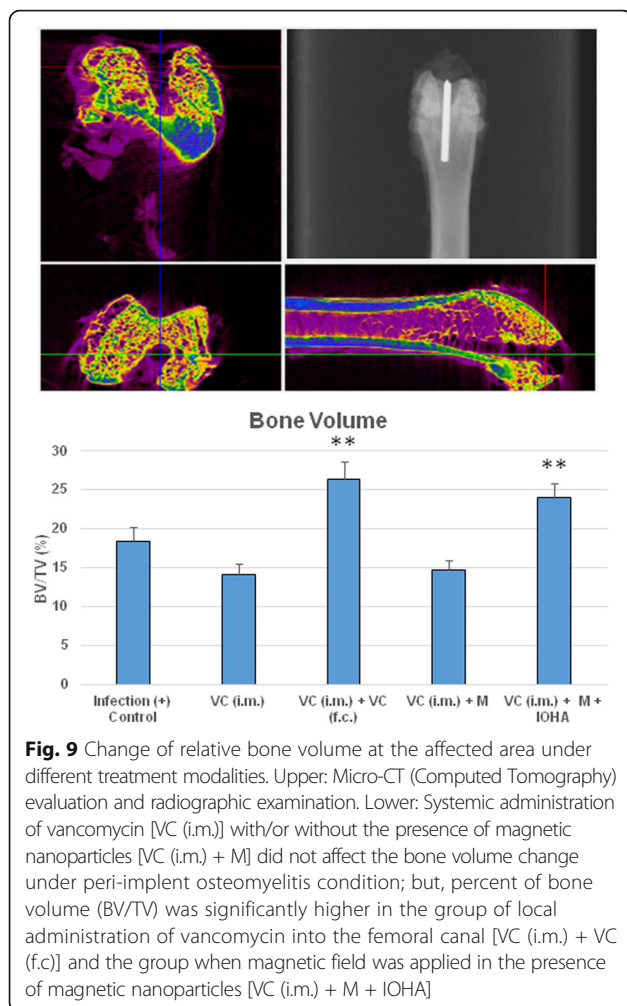 Bone Volume
**
**
30
25
20
15
10
5
0
BV/TV (%)
Infection (+) Control
VC (i.m.)
VC (i.m.) + VC (f.c.)
VC (i.m.) + M
VC (i.m.) + M + IOHA
Fig. 9 Change of relative bone volume at the affected area under
different treatment modalities. Upper: Micro-CT (Computed Tomography)
evaluation and radiographic examination. Lower: Systemic administration
of vancomycin [VC (i.m.)] with/or without the presence of magnetic
nanoparticles [VC (i.m.) + M] did not affect the bone volume change
under peri-implent osteomyelitis condition; but, percent of bone
volume (BV/TV) was significantly higher in the group of local
administration of vancomycin into the femoral canal [VC (i.m.) + VC
(f.c)] and the group when magnetic field was applied in the presence
of magnetic nanoparticles [VC (i.m.) + M + IOHA]